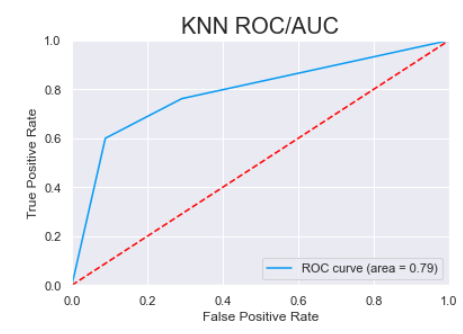 KNN ROC/AUC
1.0
0.8
0.6
0.4
0.2
0.0
True Positive Rate
ROC curve (area = 0.79)
0.0 0.2 0.4 0.6 0.8 1.0
False Positive Rate